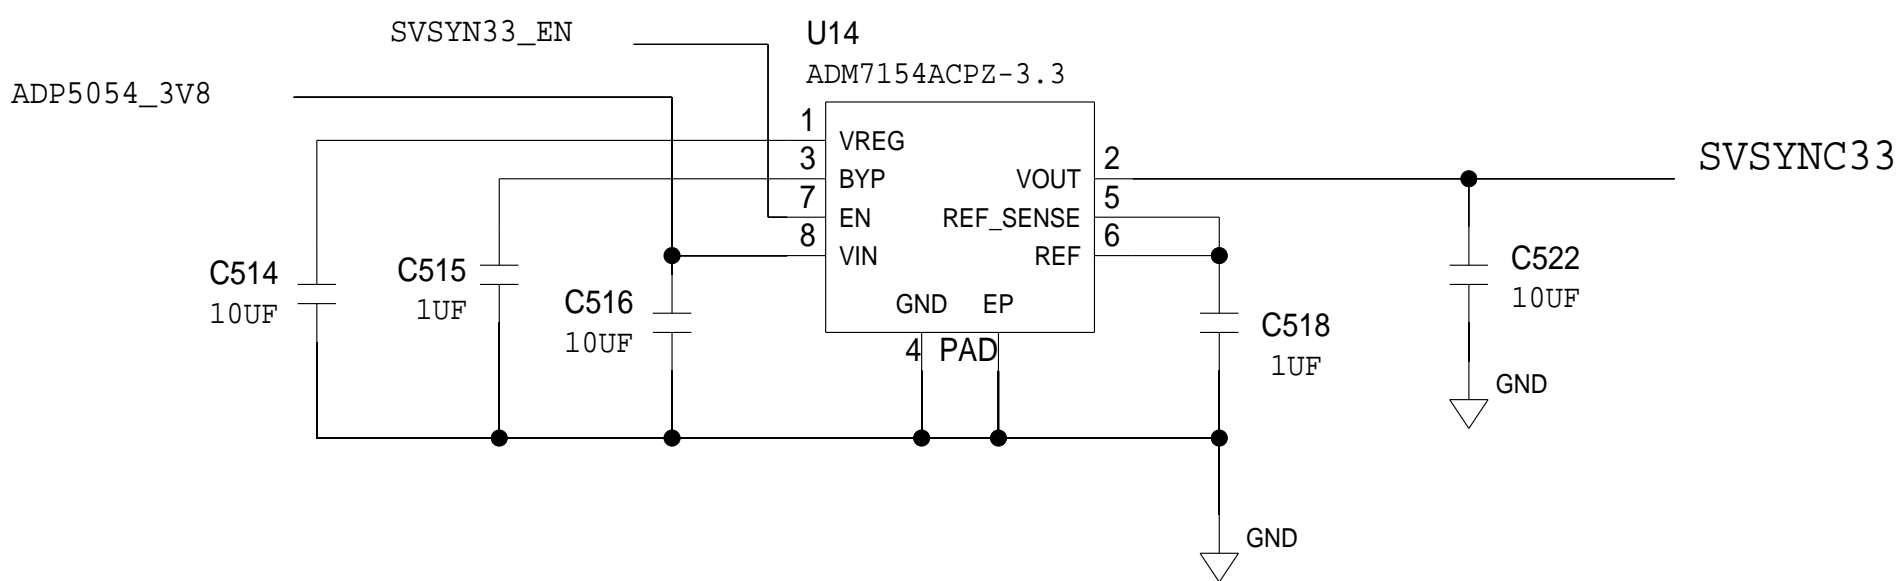 SVSYN33_EN
ADP5054_3V8
U14
ADM7154ACPZ-3.3
1
VREG
3
BYP
7
EN
8
VIN
VOUT
2
REF_SENSE
5
REF
6
GND
EP
4
PAD
SVSYNC33
C514
10UF
C515
1UF
C516
10UF
C518
1UF
C522
10UF
GND
GND